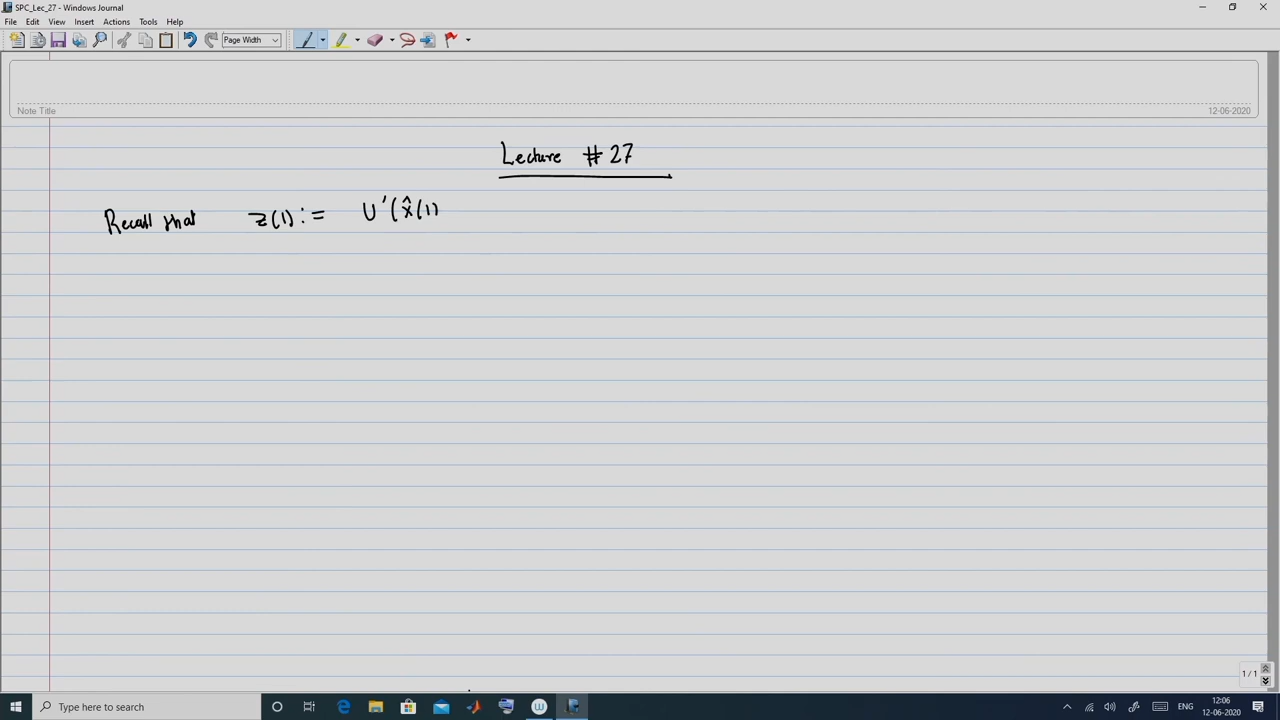 SPC_Lec_27 - Windows Journal
File Edit View Insert Actions Tools Help
Page Width
Note Title
12-06-2020
Lecture #27
Recall that z(1) := U'(X̂(1)
1 / 1
Type here to search
ENG
12:06
12-06-2020